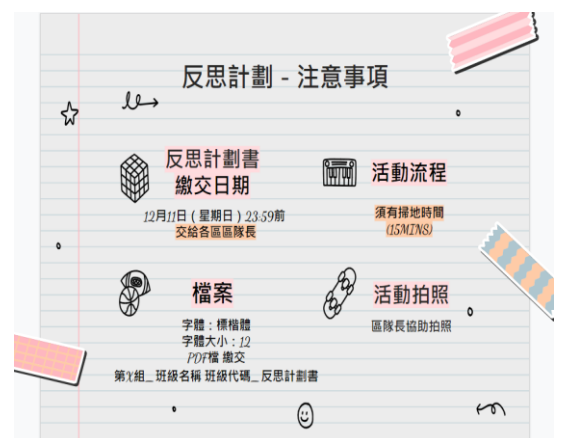 反思計劃 - 注意事項
反思計劃書
繳交日期
12月11日（星期日）23:59前
交給各區區隊長
活動流程
須有掃地時間
(15MINS)
檔案
字體：標楷體
字體大小：12
PDF檔 繳交
第X組_ 班級名稱 班級代碼_ 反思計劃書
活動拍照
區隊長協助拍照